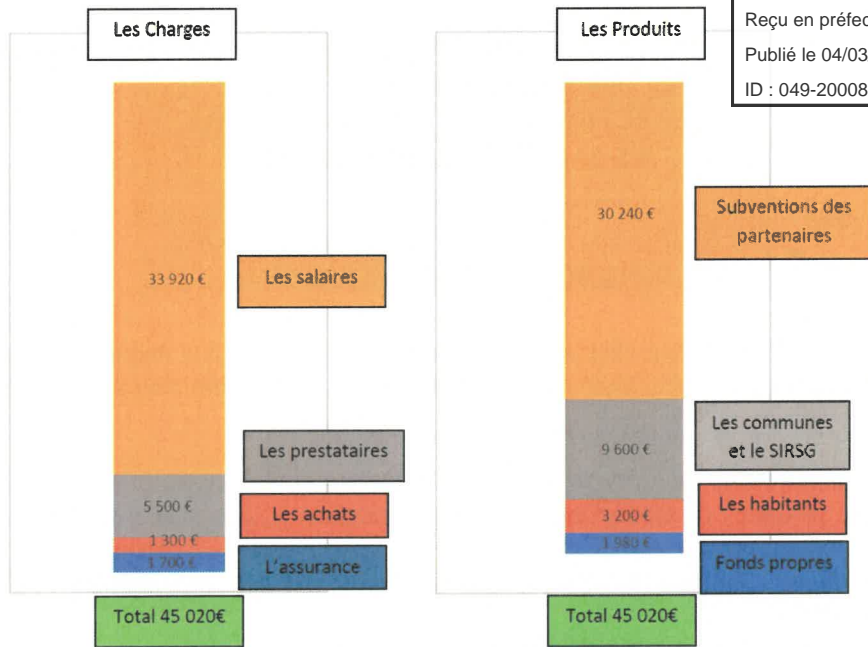 Reçu en préfec
Publié le 04/03
ID : 049-20008
Les Charges
33 920 €
Les salaires
Les prestataires
5 500 €
Les achats
1 300 €
1 700 €
L'assurance
Total 45 020€
Les Produits
30 240 €
Subventions des
partenaires
Les communes
et le SIRSG
9 600 €
Les habitants
3 200 €
1 980 €
Fonds propres
Total 45 020€